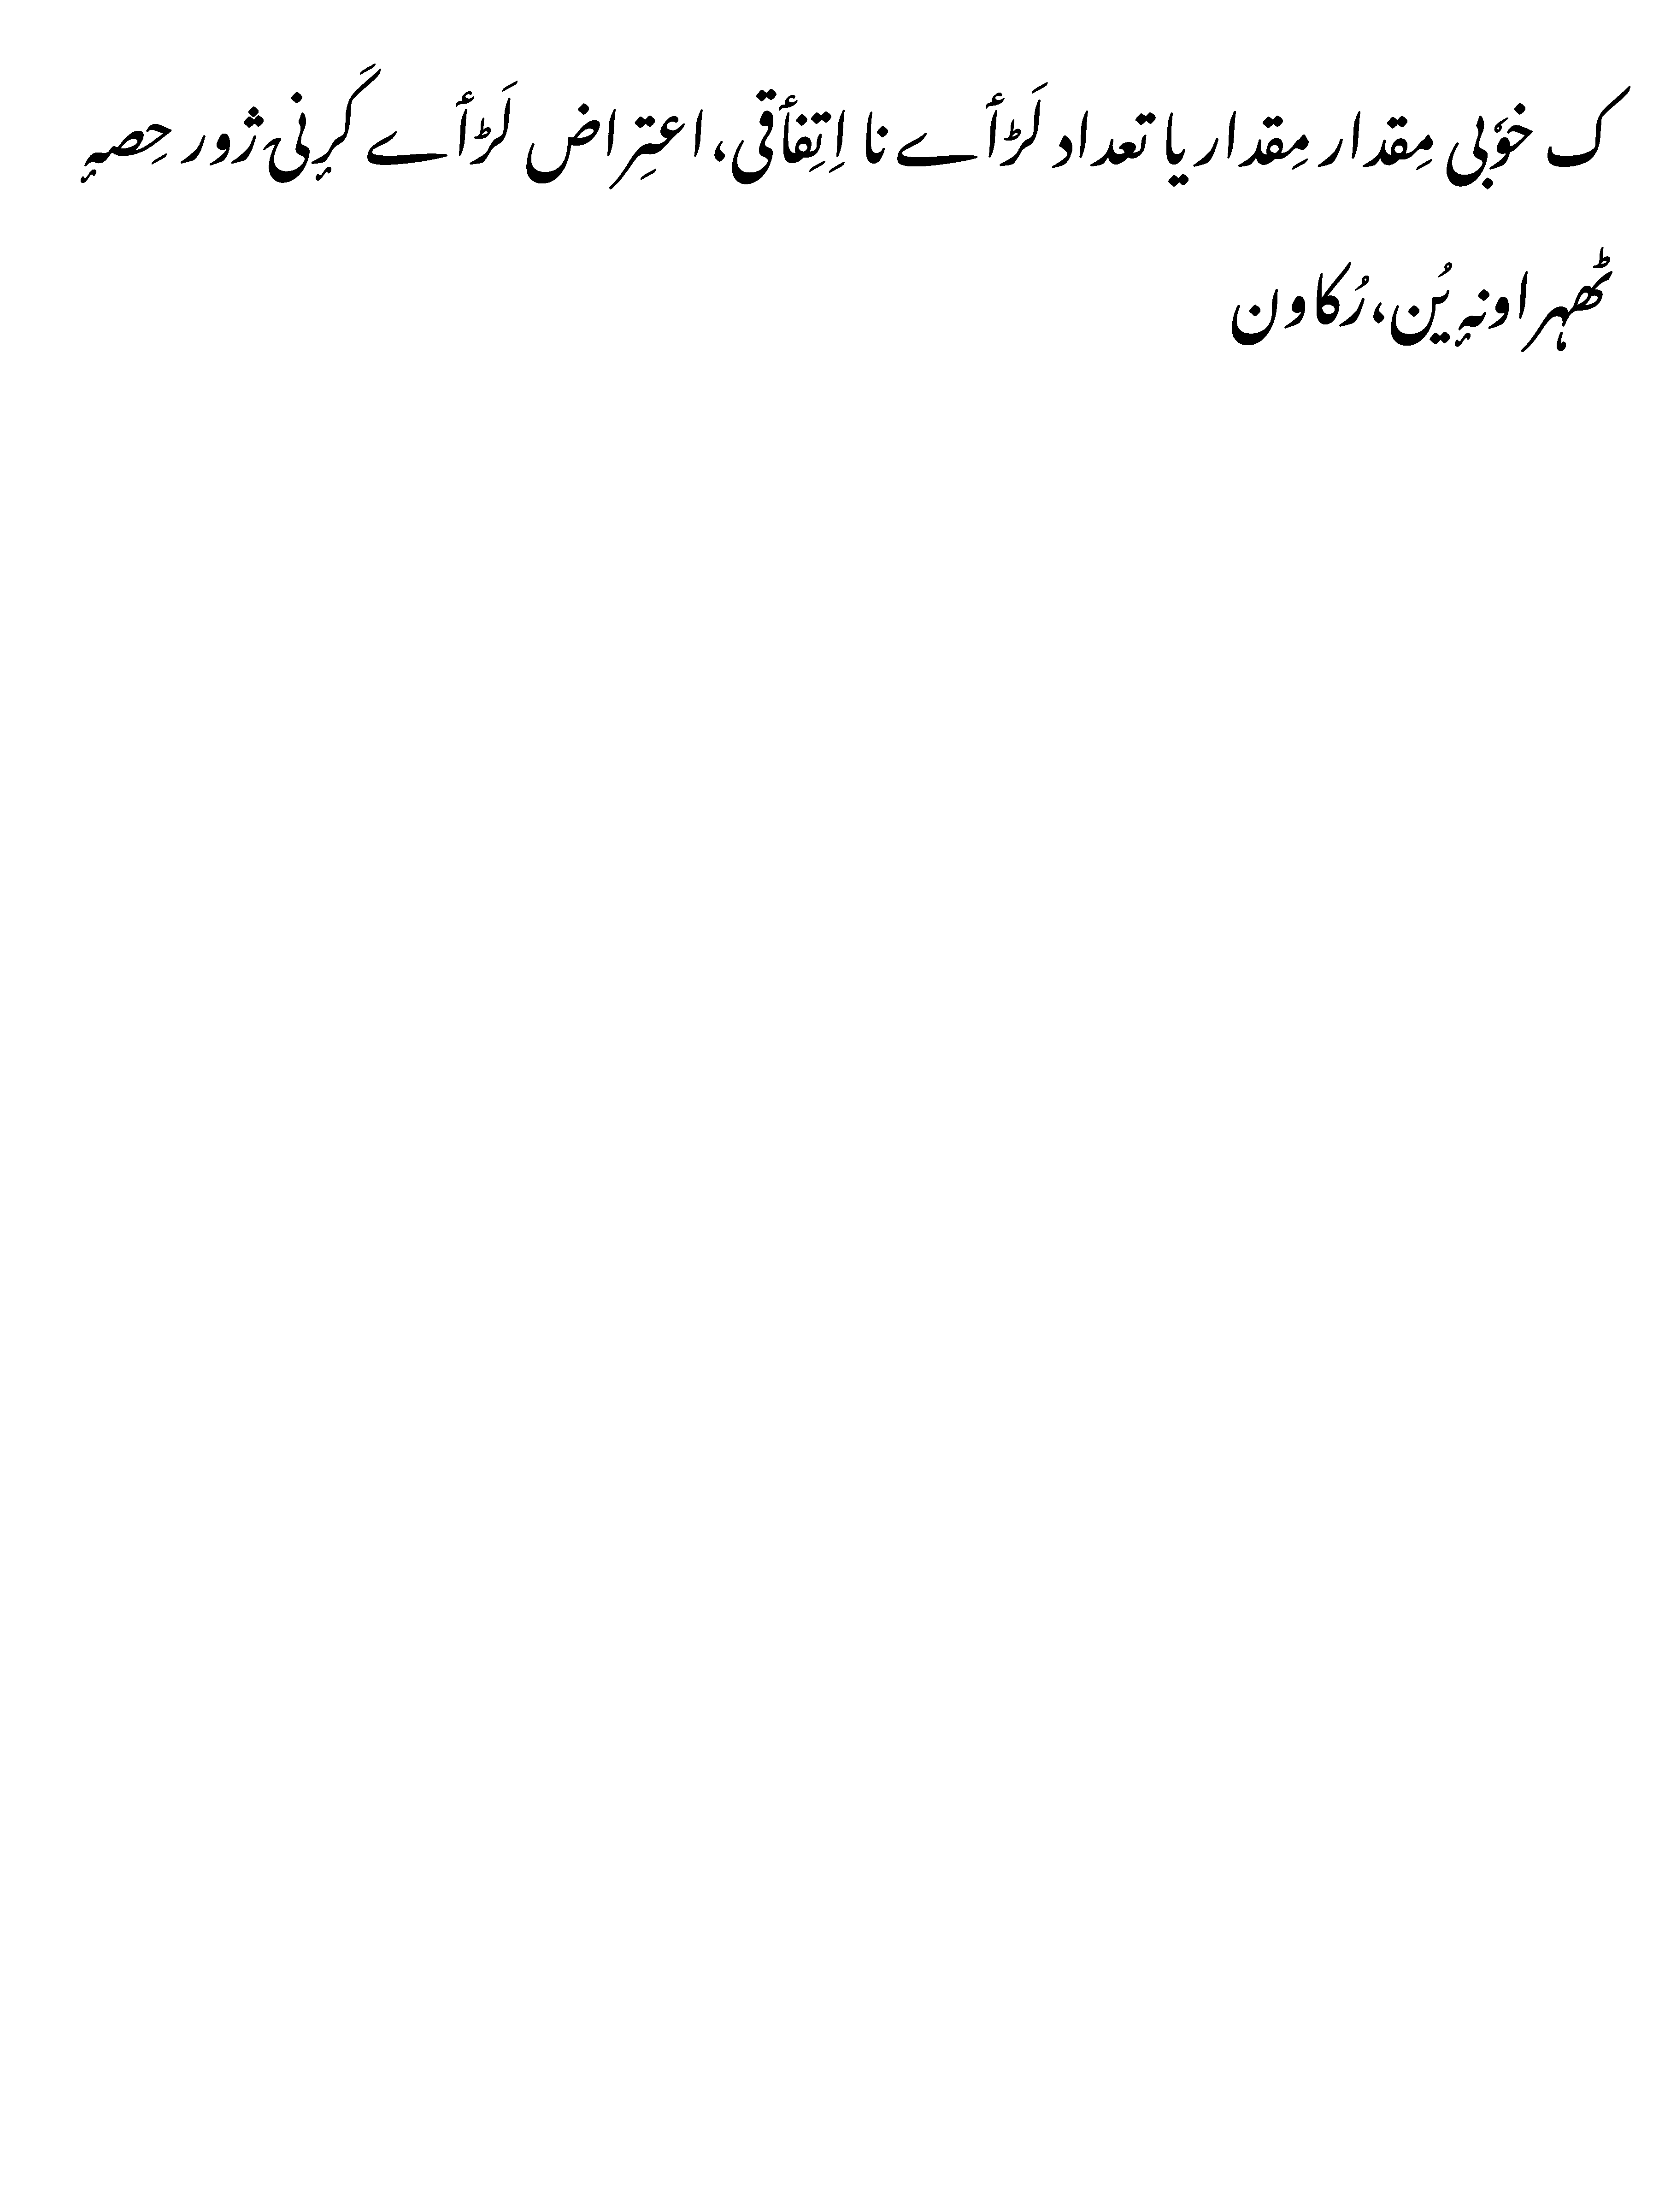 ک خوٗبی مِقدار مِقدار یا تعداد لَڑأے نا اِتِفأقی، اعتِراض لَڑأے گَرٕنی ژور حِصہٕ
ٹھہراونہٕ یُن، رُکاون